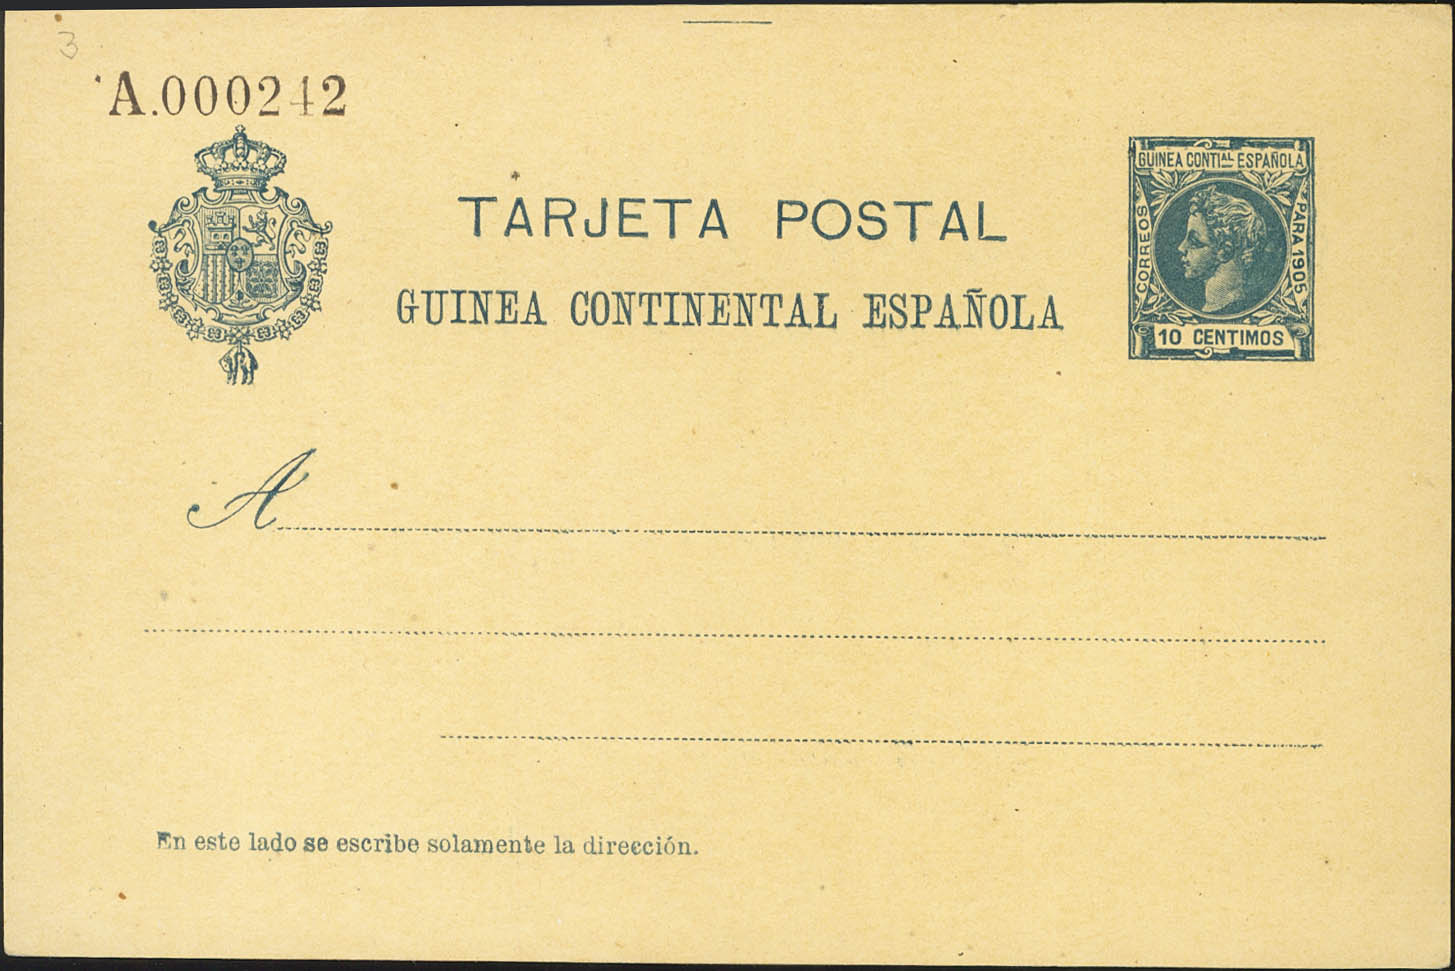 3
A.000242
TARJETA POSTAL
GUINEA CONTINENTAL ESPAÑOLA
GUINEA CONTIAL ESPAÑOLA
CORREOS
PARA 1905
10 CENTIMOS
A
En este lado se escribe solamente la dirección.